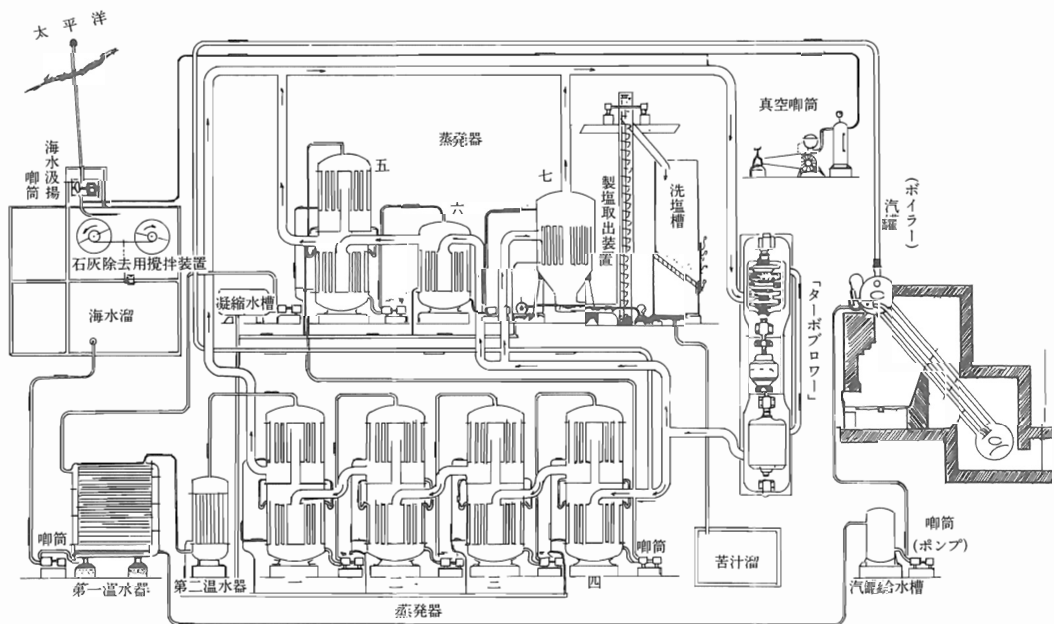 太平洋
海水汲揚
喞筒
石灰除去用攪拌装置
海水溜
凝縮水槽
蒸発器
五
六
七
製塩取出装置
洗塩槽
真空喞筒
(ボイラー)
汽罐
「ターボブロワー」
喞筒
第一温水器
第二温水器
一
二
三
四
蒸発器
喞筒
苦汁溜
喞筒
(ポンプ)
汽罐給水槽